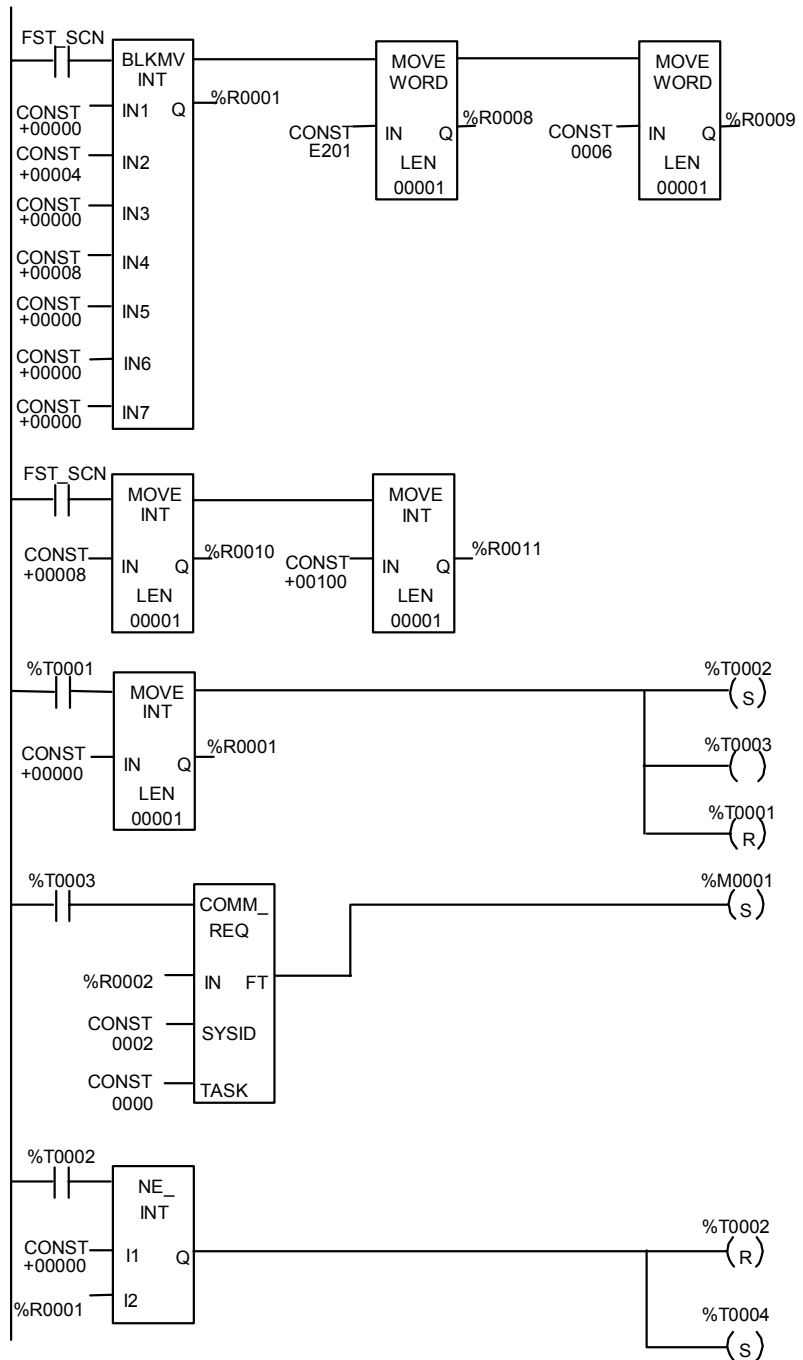 FST_SCN
BLKMV
INT
MOVE
WORD
MOVE
WORD
CONST
+00000
IN1 Q
%R0001
CONST
E201
IN Q
%R0008
CONST
0006
IN Q
%R0009
CONST
+00004
IN2
LEN
00001
LEN
00001
CONST
+00000
IN3
CONST
+00008
IN4
CONST
+00000
IN5
CONST
+00000
IN6
CONST
+00000
IN7
FST_SCN
MOVE
INT
MOVE
INT
CONST
+00008
IN Q
%R0010
CONST
+00100
IN Q
%R0011
LEN
00001
LEN
00001
%T0001
MOVE
INT
%T0002
S
CONST
+00000
IN Q
%R0001
%T0003
LEN
00001
%T0001
R
%T0003
COMM_
REQ
%M0001
S
%R0002
IN FT
CONST
0002
SYSID
CONST
0000
TASK
%T0002
NE_
INT
CONST
+00000
I1 Q
%T0002
R
%R0001
I2
%T0004
S